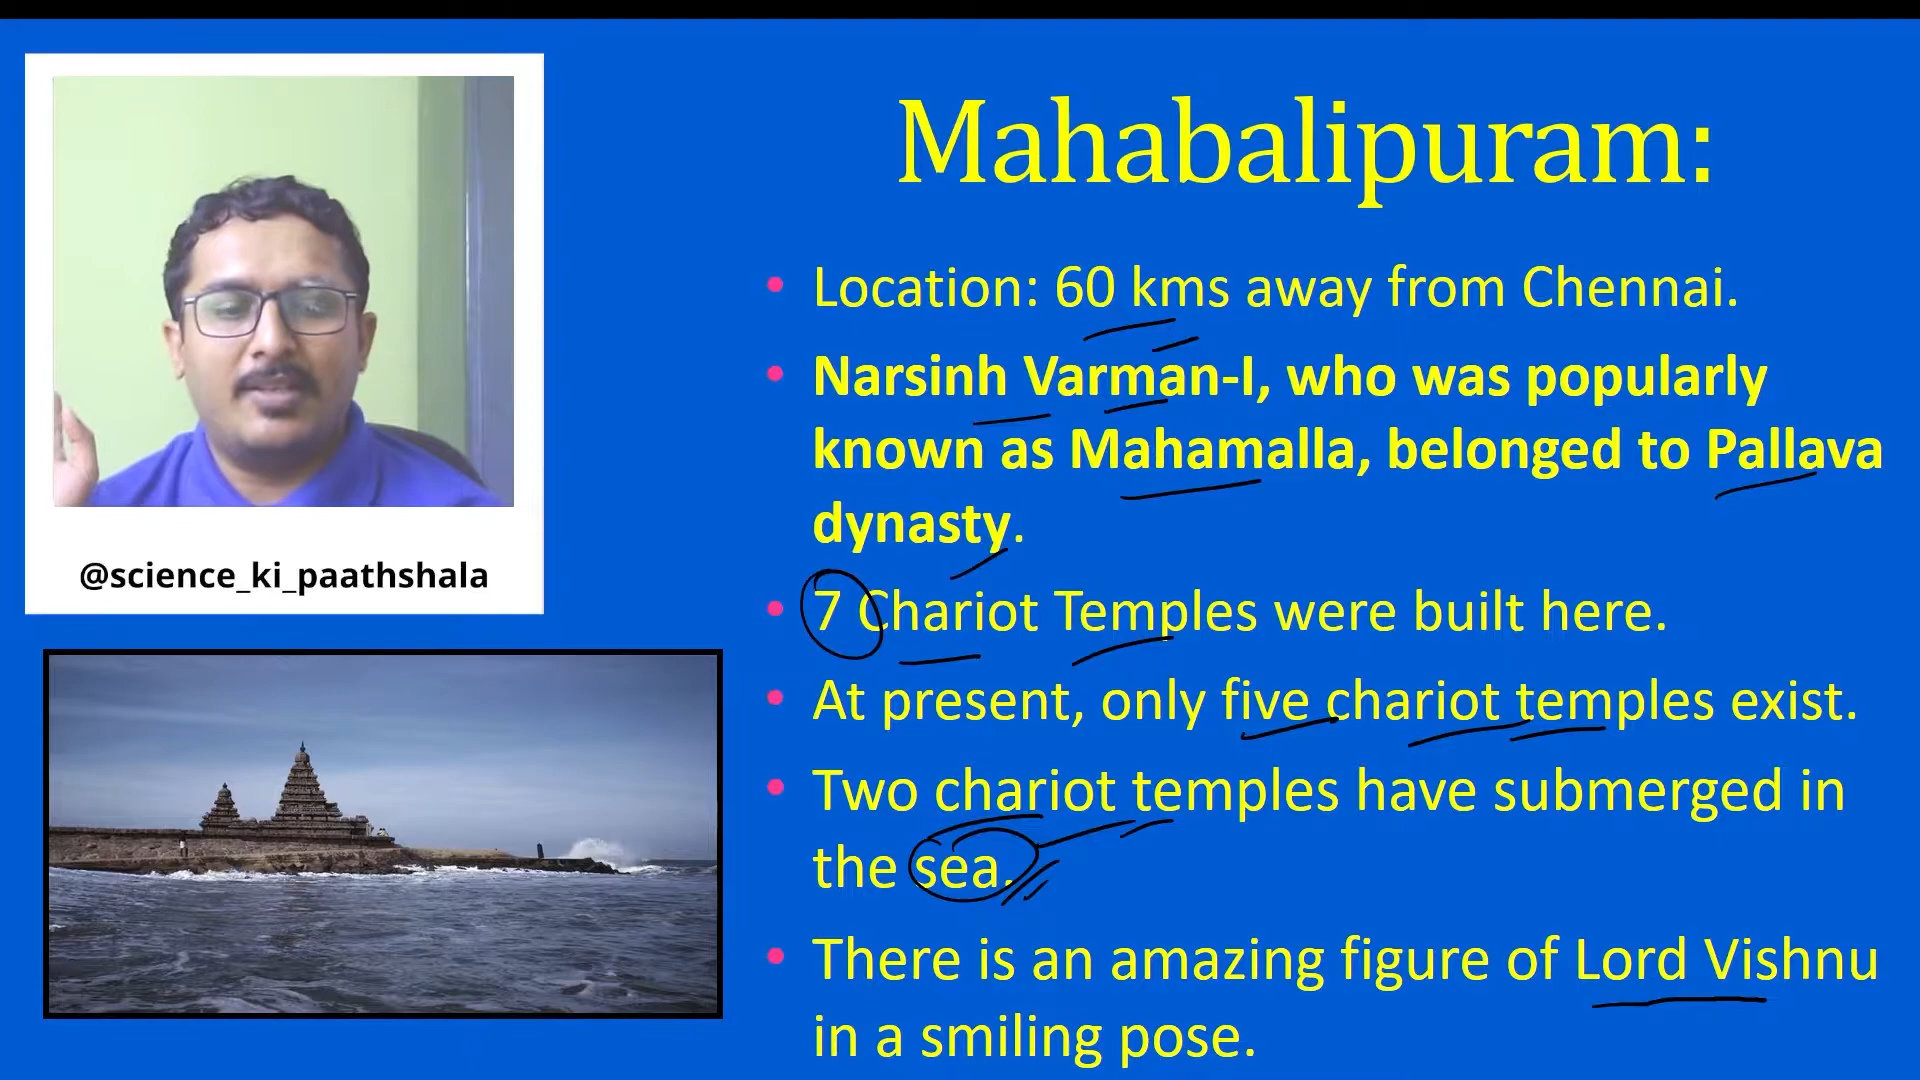 Mahabalipuram:
• Location: 60 kms away from Chennai.
• Narsinh Varman-I, who was popularly
known as Mahamalla, belonged to Pallava
dynasty.
• 7 Chariot Temples were built here.
• At present, only five chariot temples exist.
• Two chariot temples have submerged in
the sea.
• There is an amazing figure of Lord Vishnu
in a smiling pose.
@science_ki_paathshala